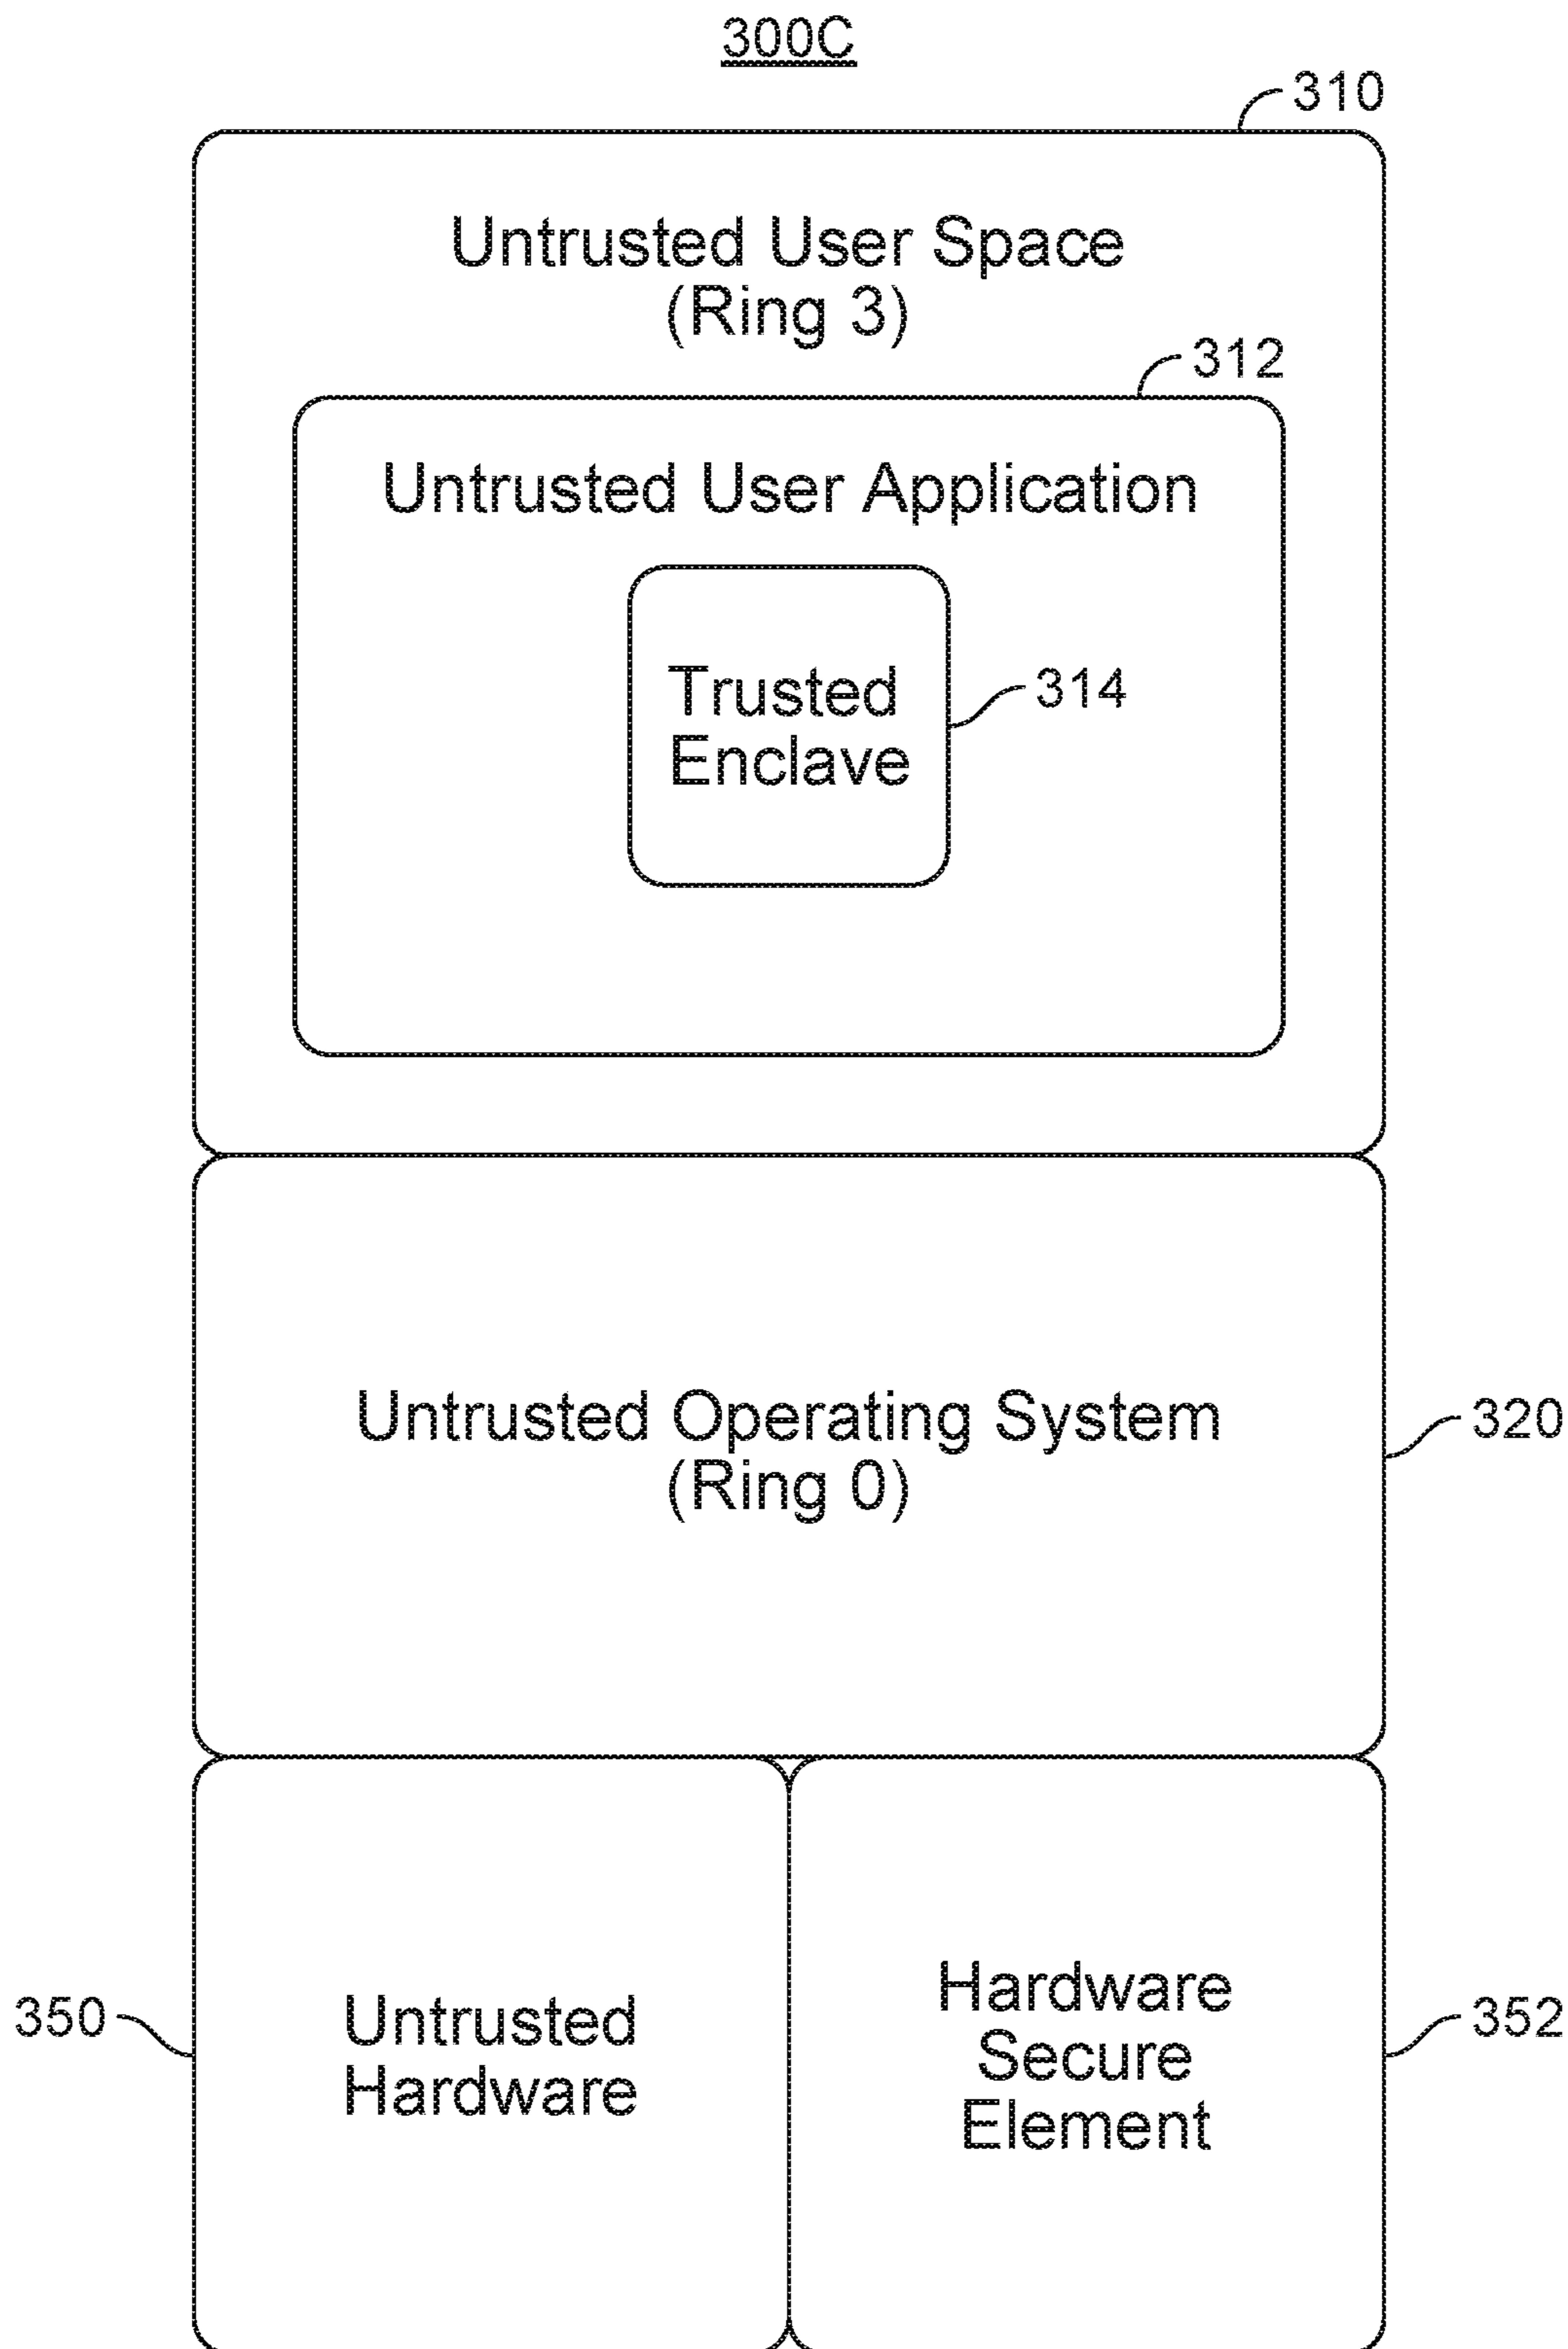 300C
310
Untrusted User Space
(Ring 3)
312
Untrusted User Application
Trusted
Enclave
314
Untrusted Operating System
(Ring 0)
320
350
Untrusted
Hardware
Hardware
Secure
Element
352